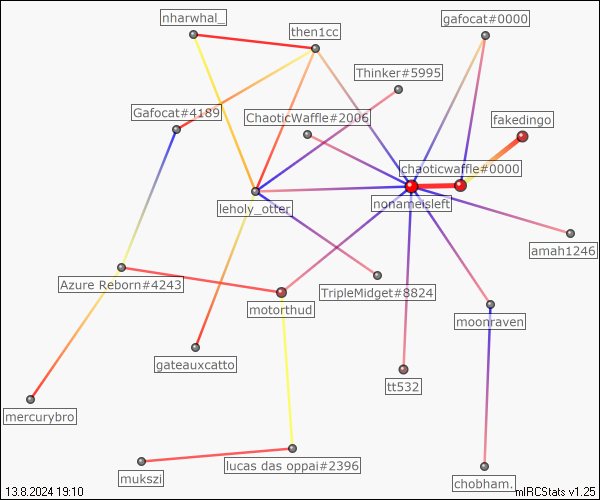 nharwhal_
then1cc
gafocat#0000
Thinker#5995
Gafocat#4189
ChaoticWaffle#2006
fakedingo
chaoticwaffle#0000
leholy_otter
nonameisleft
amah1246
Azure Reborn#4243
TripleMidget#8824
motorthud
moonraven
gateauxcatto
tt532
mercurybro
lucas das oppai#2396
mukszi
chobham.
13.8.2024 19:10
mIRCStats v1.25